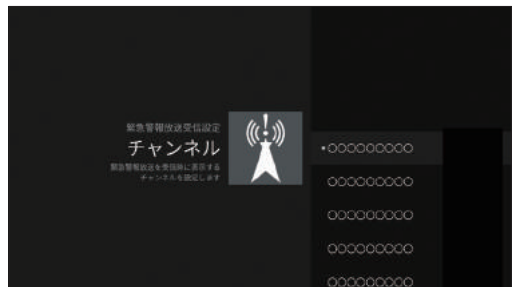 緊急警報放送受信設定
チャンネル
緊急警報放送を受信時に表示する
チャンネルを設定します
•○○○○○○○○○
○○○○○○○○○
○○○○○○○○○
○○○○○○○○○
○○○○○○○○○